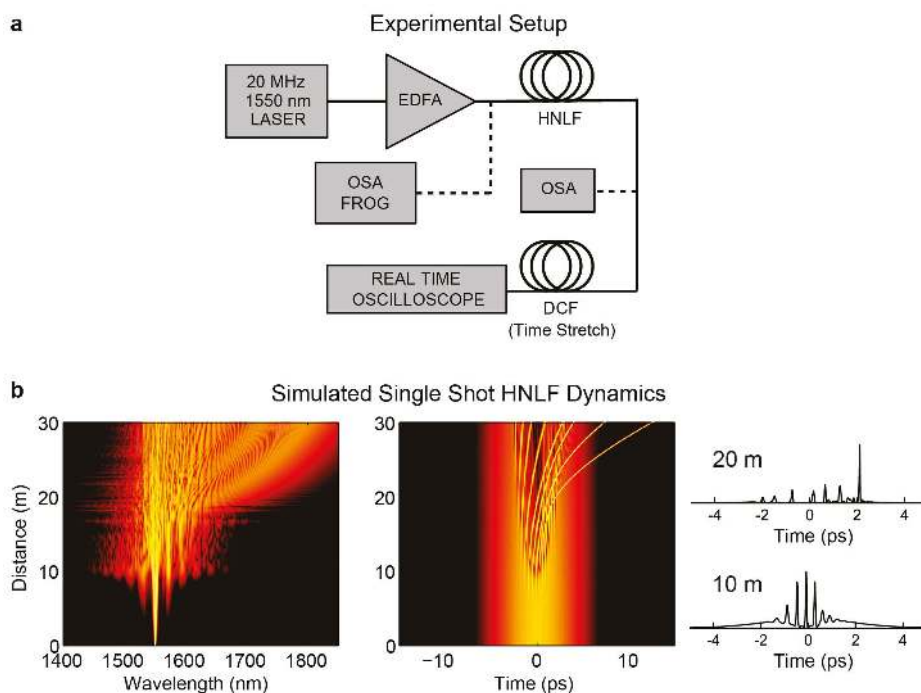 a
Experimental Setup
20 MHz
1550 nm
LASER
EDFA
HNLF
OSA
FROG
OSA
REAL TIME
OSCILLOSCOPE
DCF
(Time Stretch)
b
Simulated Single Shot HNLF Dynamics
30
20
10
0
Distance (m)
1400 1500 1600 1700 1800
Wavelength (nm)
30
20
10
0
−10 0 10
Time (ps)
20 m
-4 -2 0 2 4
Time (ps)
10 m
-4 -2 0 2 4
Time (ps)